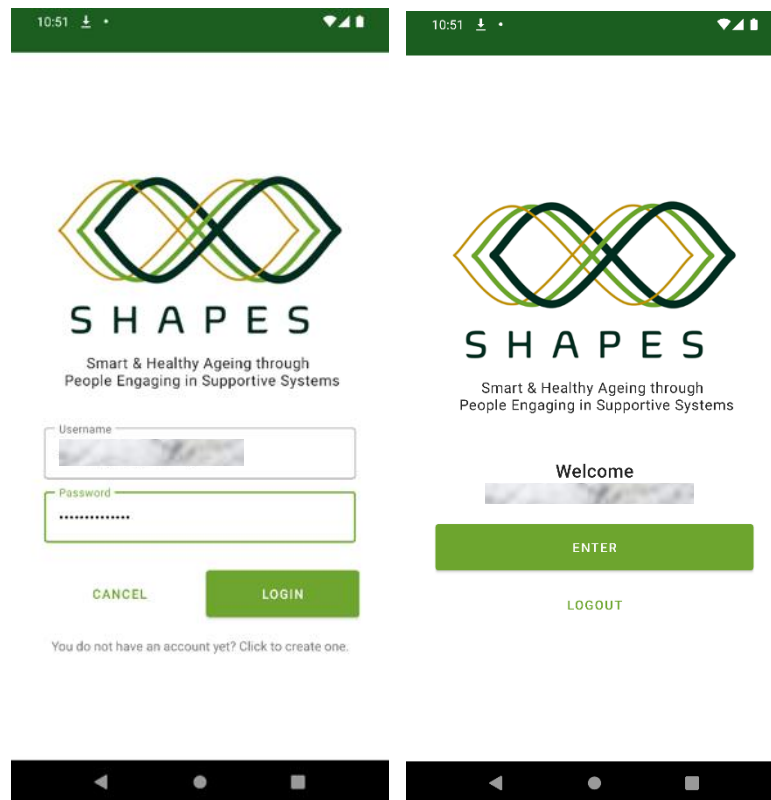 10:51
SHAPES
Smart & Healthy Ageing through
People Engaging in Supportive Systems
Username
Password
••••••••••••••
CANCEL
LOGIN
You do not have an account yet? Click to create one.
10:51
SHAPES
Smart & Healthy Ageing through
People Engaging in Supportive Systems
Welcome
ENTER
LOGOUT